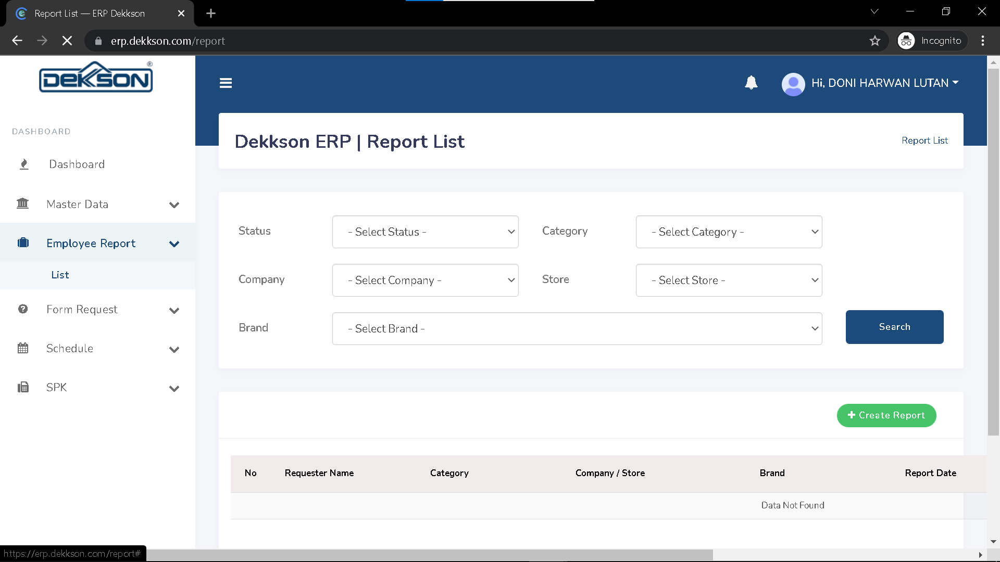 Report List — ERP Dekkson
erp.dekkson.com/report
Incognito
DEKSON ®
Hi, DONI HARWAN LUTAN
DASHBOARD
Dashboard
Master Data
Employee Report
List
Form Request
Schedule
SPK
Dekkson ERP | Report List
Report List
Status
- Select Status -
Category
- Select Category -
Company
- Select Company -
Store
- Select Store -
Brand
- Select Brand -
Search
Create Report
No Requester Name Category Company / Store Brand Report Date
Data Not Found
https://erp.dekkson.com/report#